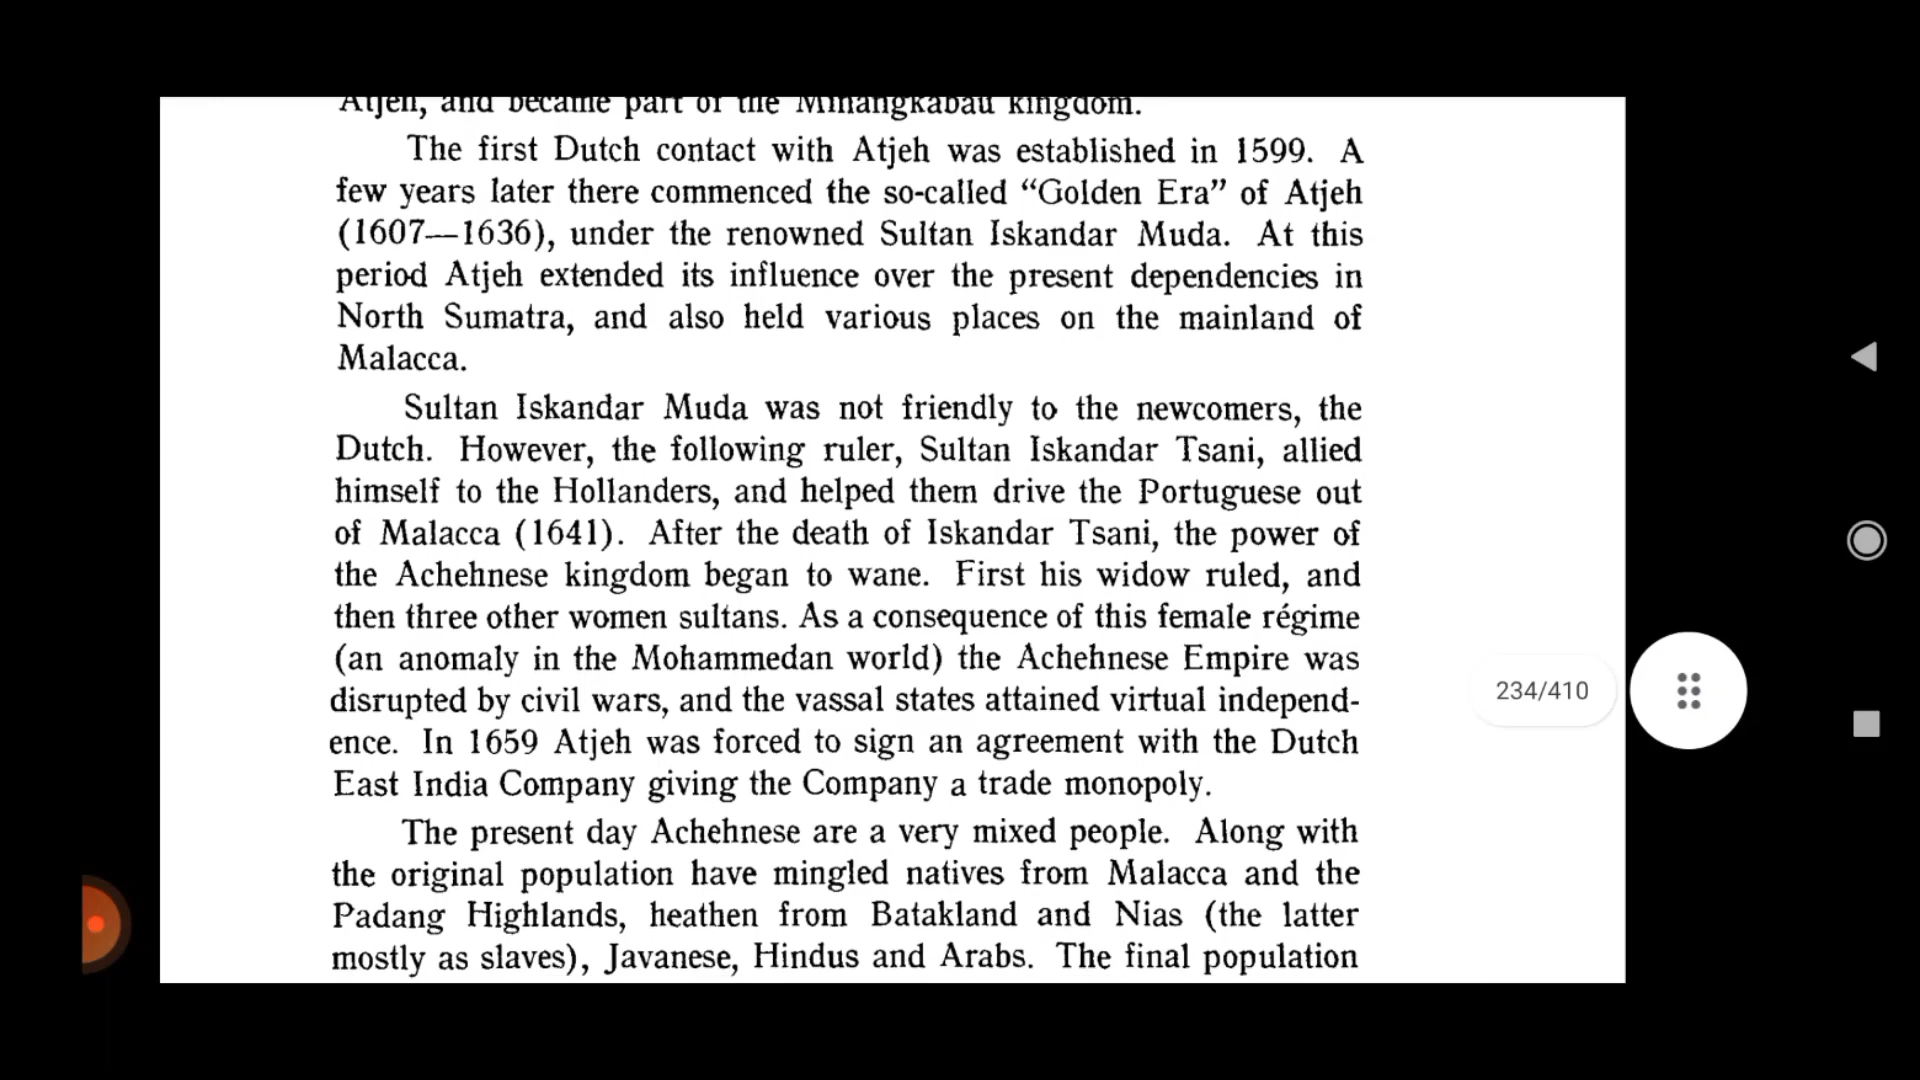 Atjeh, and became part of the Minangkabau kingdom.
The first Dutch contact with Atjeh was established in 1599. A
few years later there commenced the so-called “Golden Era” of Atjeh
(1607—1636), under the renowned Sultan Iskandar Muda. At this
period Atjeh extended its influence over the present dependencies in
North Sumatra, and also held various places on the mainland of
Malacca.
Sultan Iskandar Muda was not friendly to the newcomers, the
Dutch. However, the following ruler, Sultan Iskandar Tsani, allied
himself to the Hollanders, and helped them drive the Portuguese out
of Malacca (1641). After the death of Iskandar Tsani, the power of
the Achehnese kingdom began to wane. First his widow ruled, and
then three other women sultans. As a consequence of this female régime
(an anomaly in the Mohammedan world) the Achehnese Empire was
disrupted by civil wars, and the vassal states attained virtual independ-
ence. In 1659 Atjeh was forced to sign an agreement with the Dutch
East India Company giving the Company a trade monopoly.
The present day Achehnese are a very mixed people. Along with
the original population have mingled natives from Malacca and the
Padang Highlands, heathen from Batakland and Nias (the latter
mostly as slaves), Javanese, Hindus and Arabs. The final population
234/410